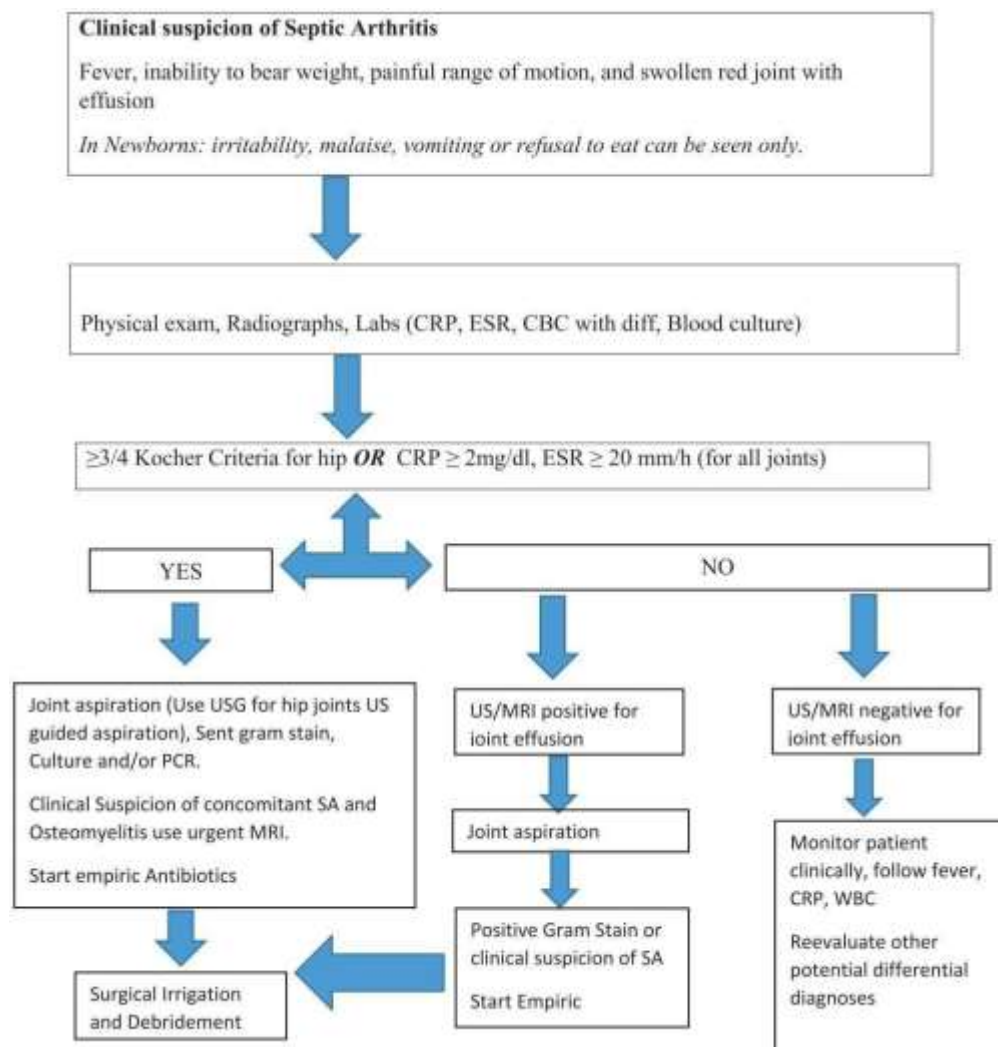 Clinical suspicion of Septic Arthritis
Fever, inability to bear weight, painful range of motion, and swollen red joint with
effusion
In Newborns: irritability, malaise, vomiting or refusal to eat can be seen only.
Physical exam, Radiographs, Labs (CRP, ESR, CBC with diff, Blood culture)
≥3/4 Kocher Criteria for hip OR CRP ≥ 2mg/dl, ESR ≥ 20 mm/h (for all joints)
YES
NO
Joint aspiration (Use USG for hip joints US
guided aspiration), Sent gram stain,
Culture and/or PCR.
Clinical Suspicion of concomitant SA and
Osteomyelitis use urgent MRI.
Start empiric Antibiotics
Surgical Irrigation
and Debridement
US/MRI positive for
joint effusion
Joint aspiration
Positive Gram Stain or
clinical suspicion of SA
Start Empiric
US/MRI negative for
joint effusion
Monitor patient
clinically, follow fever,
CRP, WBC
Reevaluate other
potential differential
diagnoses